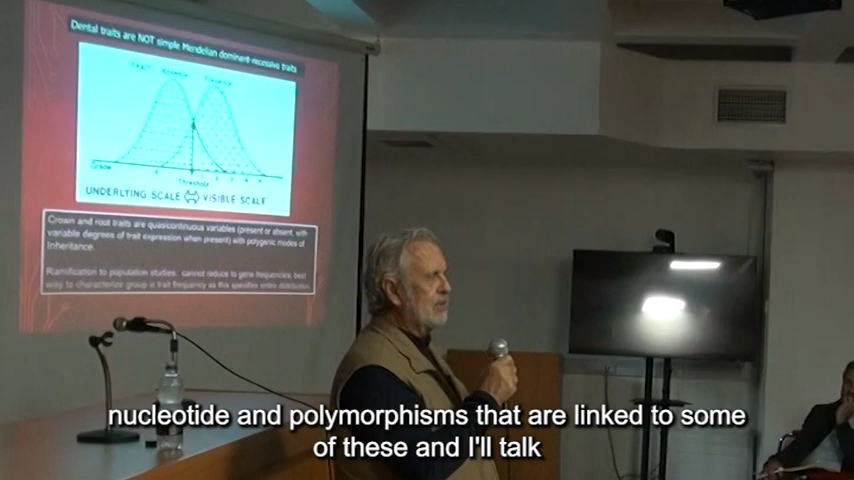 Dental traits are NOT simple Mendelian dominant-recessive traits
Grade
Threshold
UNDERLYING SCALE VISIBLE SCALE
Crown and root traits are quasicontinuous variables (present or absent, with
variable degrees of trait expression when present) with polygenic modes of
Inheritance.
Ramification to population studies: cannot reduce to gene frequencies; best
way to characterize group is trait frequency as this specifies entire distribution
nucleotide and polymorphisms that are linked to some
of these and I'll talk